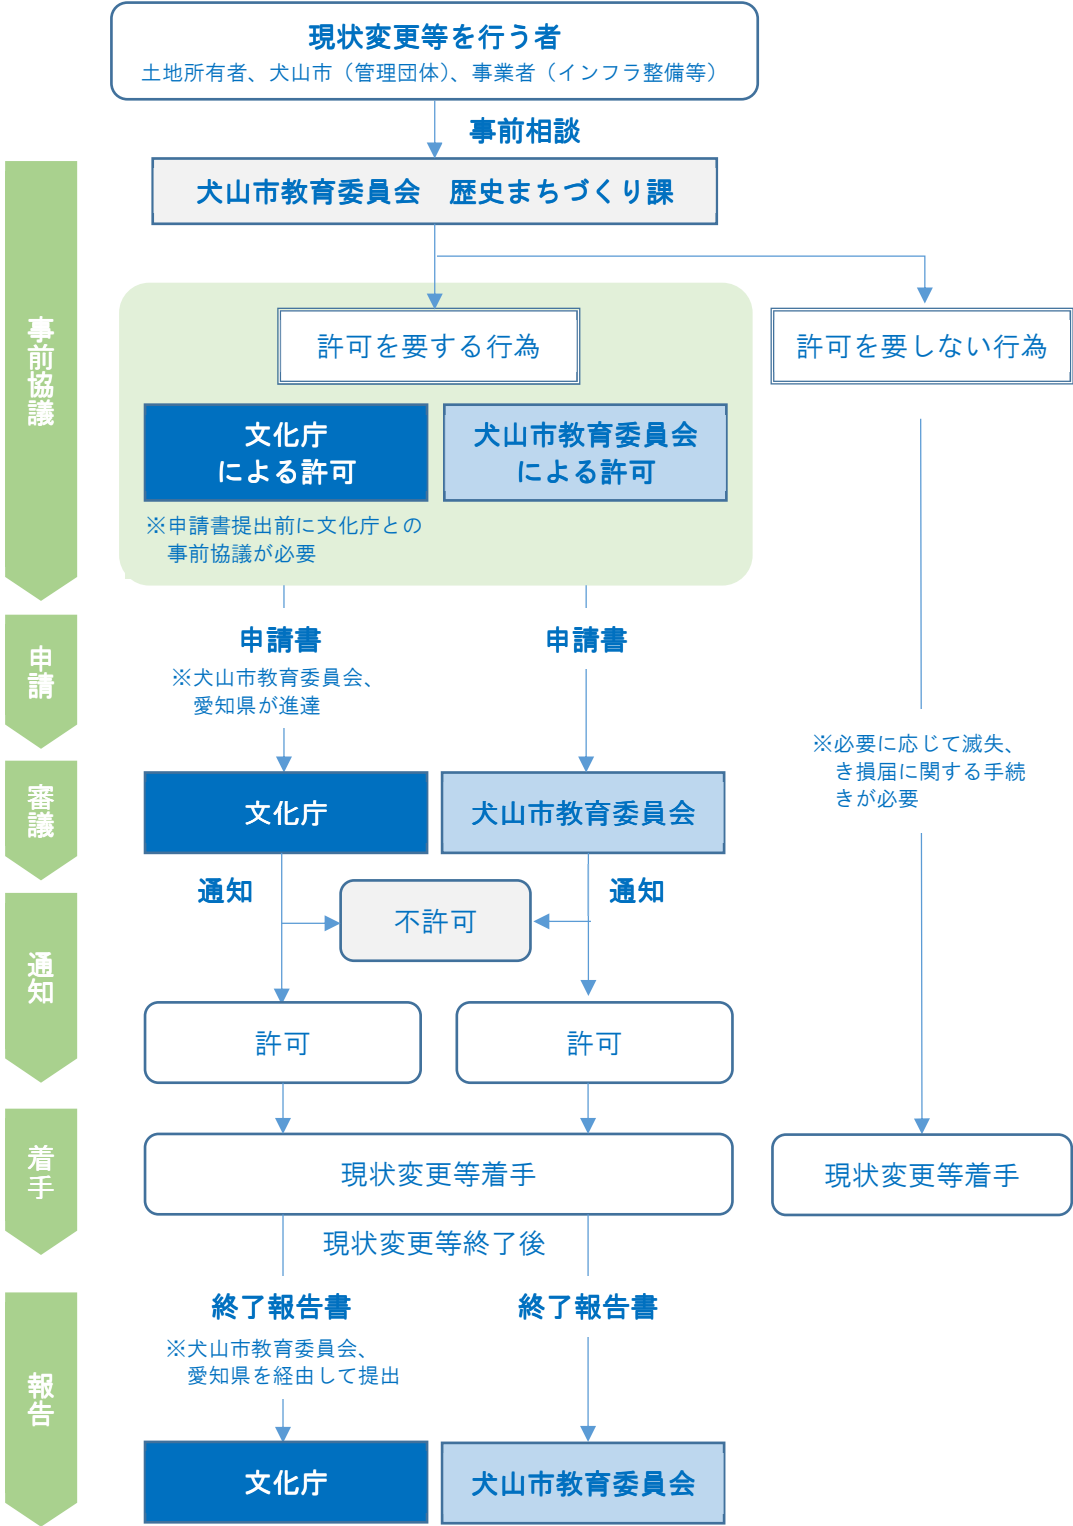 現状変更等を行う者
土地所有者、犬山市（管理団体）、事業者（インフラ整備等）
事前相談
犬山市教育委員会　歴史まちづくり課
事前協議
許可を要する行為
許可を要しない行為
文化庁
による許可
犬山市教育委員会
による許可
※申請書提出前に文化庁との
事前協議が必要
申請
申請書
※犬山市教育委員会、
愛知県が進達
申請書
※必要に応じて滅失、
き損届に関する手続
きが必要
審議
文化庁
犬山市教育委員会
通知
通知
通知
不許可
許可
許可
着手
現状変更等着手
現状変更等着手
現状変更等終了後
報告
終了報告書
※犬山市教育委員会、
愛知県を経由して提出
終了報告書
文化庁
犬山市教育委員会